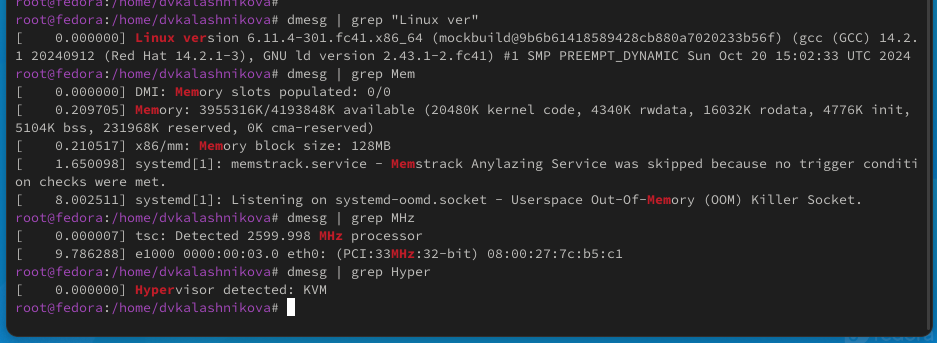 root@fedora:/home/dvkalashnikova#
root@fedora:/home/dvkalashnikova# dmesg | grep "Linux ver"
[    0.000000] Linux version 6.11.4-301.fc41.x86_64 (mockbuild@9b6b61418589428cb880a7020233b56f) (gcc (GCC) 14.2.
1 20240912 (Red Hat 14.2.1-3), GNU ld version 2.43.1-2.fc41) #1 SMP PREEMPT_DYNAMIC Sun Oct 20 15:02:33 UTC 2024
root@fedora:/home/dvkalashnikova# dmesg | grep Mem
[    0.000000] DMI: Memory slots populated: 0/0
[    0.209705] Memory: 3955316K/4193848K available (20480K kernel code, 4340K rwdata, 16032K rodata, 4776K init,
5104K bss, 231968K reserved, 0K cma-reserved)
[    0.210517] x86/mm: Memory block size: 128MB
[    1.650098] systemd[1]: memstrack.service - Memstrack Anylazing Service was skipped because no trigger conditi
on checks were met.
[    8.002511] systemd[1]: Listening on systemd-oomd.socket - Userspace Out-Of-Memory (OOM) Killer Socket.
root@fedora:/home/dvkalashnikova# dmesg | grep MHz
[    0.000007] tsc: Detected 2599.998 MHz processor
[    9.786288] e1000 0000:00:03.0 eth0: (PCI:33MHz:32-bit) 08:00:27:7c:b5:c1
root@fedora:/home/dvkalashnikova# dmesg | grep Hyper
[    0.000000] Hypervisor detected: KVM
root@fedora:/home/dvkalashnikova#